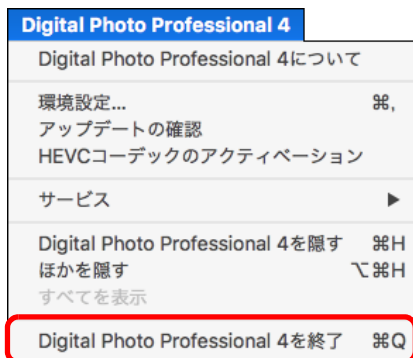 Digital Photo Professional 4
Digital Photo Professional 4について
環境設定... ⌘,
アップデートの確認
HEVCコーデックのアクティベーション
サービス ▶
Digital Photo Professional 4を隠す ⌘H
ほかを隠す ⌥⌘H
すべてを表示
Digital Photo Professional 4を終了 ⌘Q